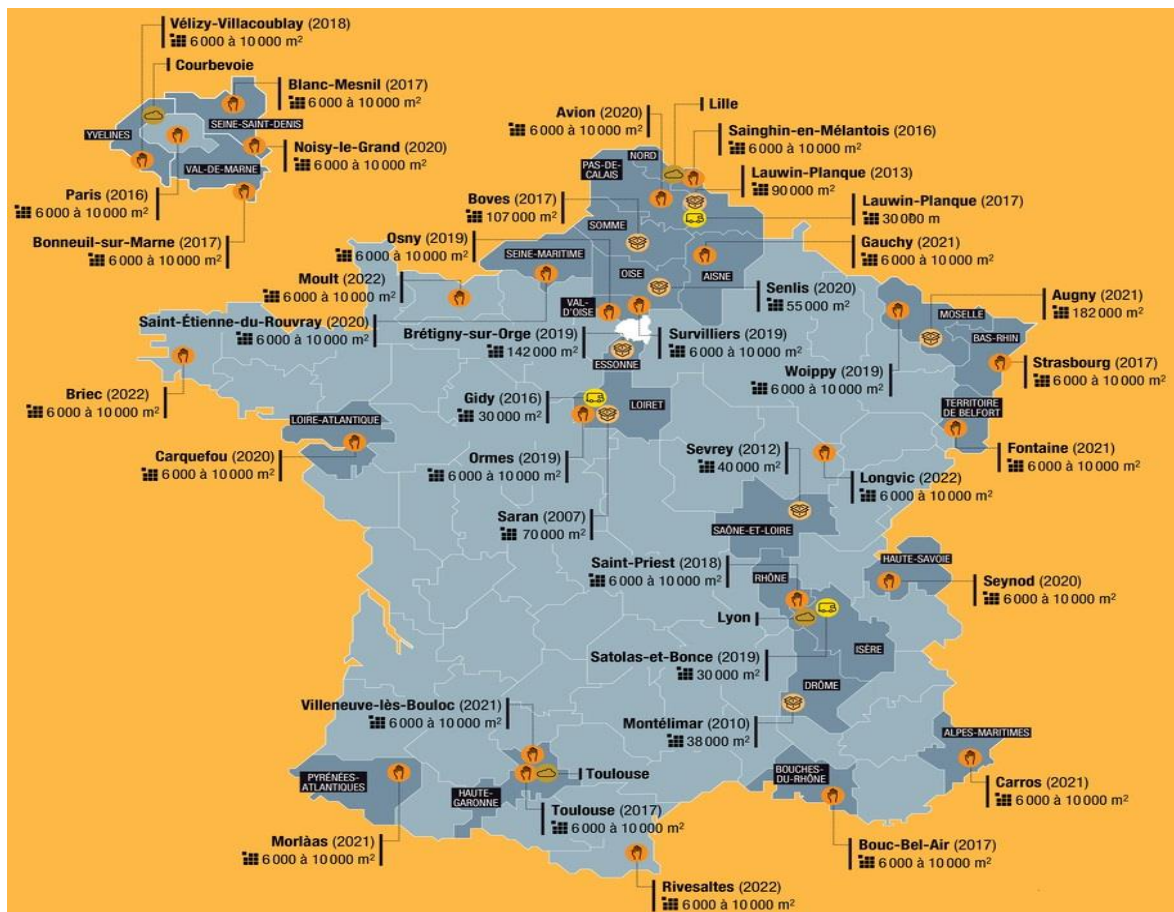 Vélizy-Villacoublay (2018)
6 000 à 10 000 m²
Courbevoie
Blanc-Mesnil (2017)
6 000 à 10 000 m²
SEINE-SAINT-DENIS
YVELINES
Noisy-le-Grand (2020)
6 000 à 10 000 m²
VAL-DE-MARNE
Paris (2016)
6 000 à 10 000 m²
Bonneuil-sur-Marne (2017)
6 000 à 10 000 m²
Avion (2020)
6 000 à 10 000 m²
Lille
Sainghin-en-Mélantois (2016)
6 000 à 10 000 m²
NORD
PAS-DE-
CALAIS
Lauwin-Planque (2013)
90 000 m²
Boves (2017)
107 000 m²
Lauwin-Planque (2017)
30 000 m
SOMME
Osny (2019)
6 000 à 10 000 m²
Gauchy (2021)
6 000 à 10 000 m²
SEINE-MARITIME
OISE
AISNE
Moult (2022)
6 000 à 10 000 m²
Senlis (2020)
55 000 m²
VAL-
D'OISE
Augny (2021)
182 000 m²
MOSELLE
Saint-Étienne-du-Rouvray (2020)
6 000 à 10 000 m²
Brétigny-sur-Orge (2019)
142 000 m²
Survilliers (2019)
6 000 à 10 000 m²
BAS-RHIN
ESSONNE
Woippy (2019)
6 000 à 10 000 m²
Strasbourg (2017)
6 000 à 10 000 m²
Briec (2022)
6 000 à 10 000 m²
Gidy (2016)
30 000 m²
LOIRET
TERRITOIRE
DE BELFORT
LOIRE-ATLANTIQUE
Carquefou (2020)
6 000 à 10 000 m²
Ormes (2019)
6 000 à 10 000 m²
Sevrey (2012)
40 000 m²
Fontaine (2021)
6 000 à 10 000 m²
Longvic (2022)
6 000 à 10 000 m²
Saran (2007)
70 000 m²
SAÔNE-ET-LOIRE
Saint-Priest (2018)
6 000 à 10 000 m²
RHÔNE
HAUTE-SAVOIE
Seynod (2020)
6 000 à 10 000 m²
Lyon
ISÈRE
Satolas-et-Bonce (2019)
30 000 m²
DRÔME
Villeneuve-lès-Bouloc (2021)
6 000 à 10 000 m²
Montélimar (2010)
38 000 m²
ALPES-MARITIMES
PYRÉNÉES-
ATLANTIQUES
HAUTE-
GARONNE
Toulouse
BOUCHES-
DU-RHÔNE
Carros (2021)
6 000 à 10 000 m²
Toulouse (2017)
6 000 à 10 000 m²
Morlàas (2021)
6 000 à 10 000 m²
Bouc-Bel-Air (2017)
6 000 à 10 000 m²
Rivesaltes (2022)
6 000 à 10 000 m²